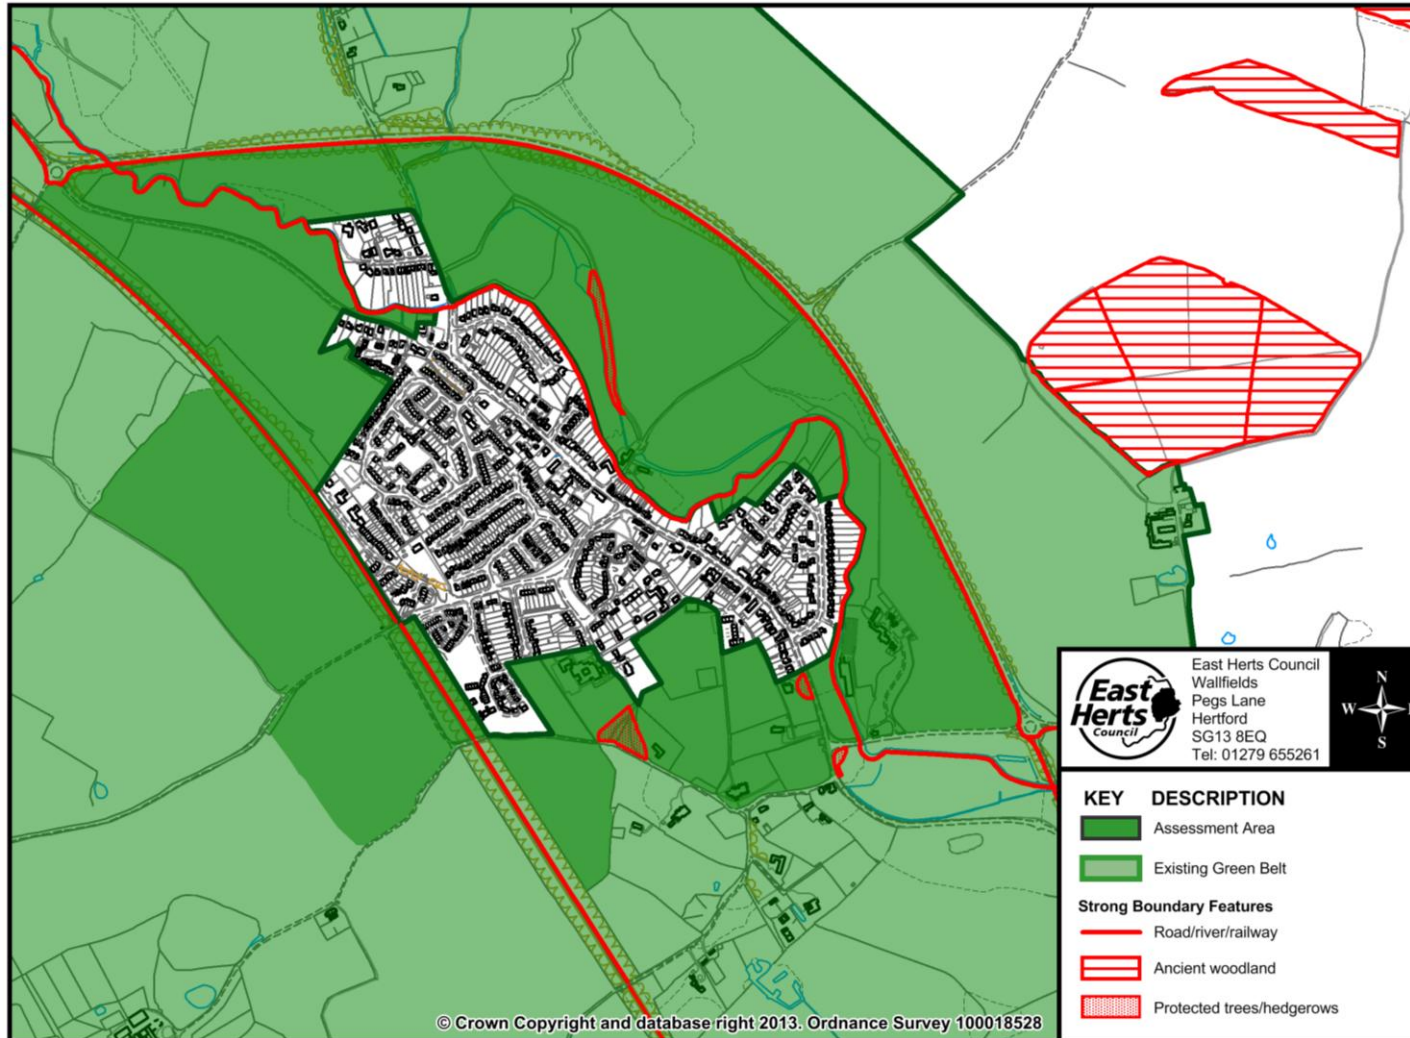 East
Herts
Council
East Herts Council
Wallfields
Pegs Lane
Hertford
SG13 8EQ
Tel: 01279 655261
N
W
S
KEY DESCRIPTION
Assessment Area
Existing Green Belt
Strong Boundary Features
Road/river/railway
Ancient woodland
Protected trees/hedgerows
© Crown Copyright and database right 2013. Ordnance Survey 100018528